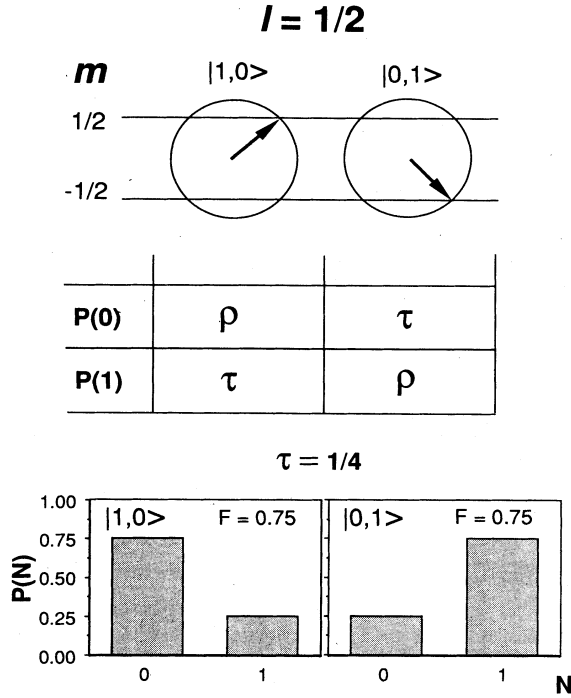 l = 1/2
m |1,0> |0,1>
1/2
-1/2
P(0) ρ τ
P(1) τ ρ
τ = 1/4
1.00 |1,0> F = 0.75 |0,1> F = 0.75
0.75
0.50
0.25
0.00
P(N)
0 1 0 1 N